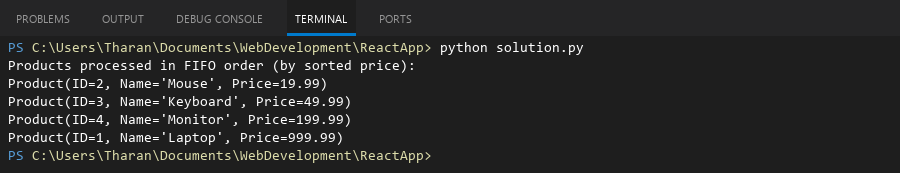 PROBLEMS OUTPUT DEBUG CONSOLE TERMINAL PORTS
PS C:\Users\Tharan\Documents\WebDevelopment\ReactApp> python solution.py
Products processed in FIFO order (by sorted price):
Product(ID=2, Name='Mouse', Price=19.99)
Product(ID=3, Name='Keyboard', Price=49.99)
Product(ID=4, Name='Monitor', Price=199.99)
Product(ID=1, Name='Laptop', Price=999.99)
PS C:\Users\Tharan\Documents\WebDevelopment\ReactApp>